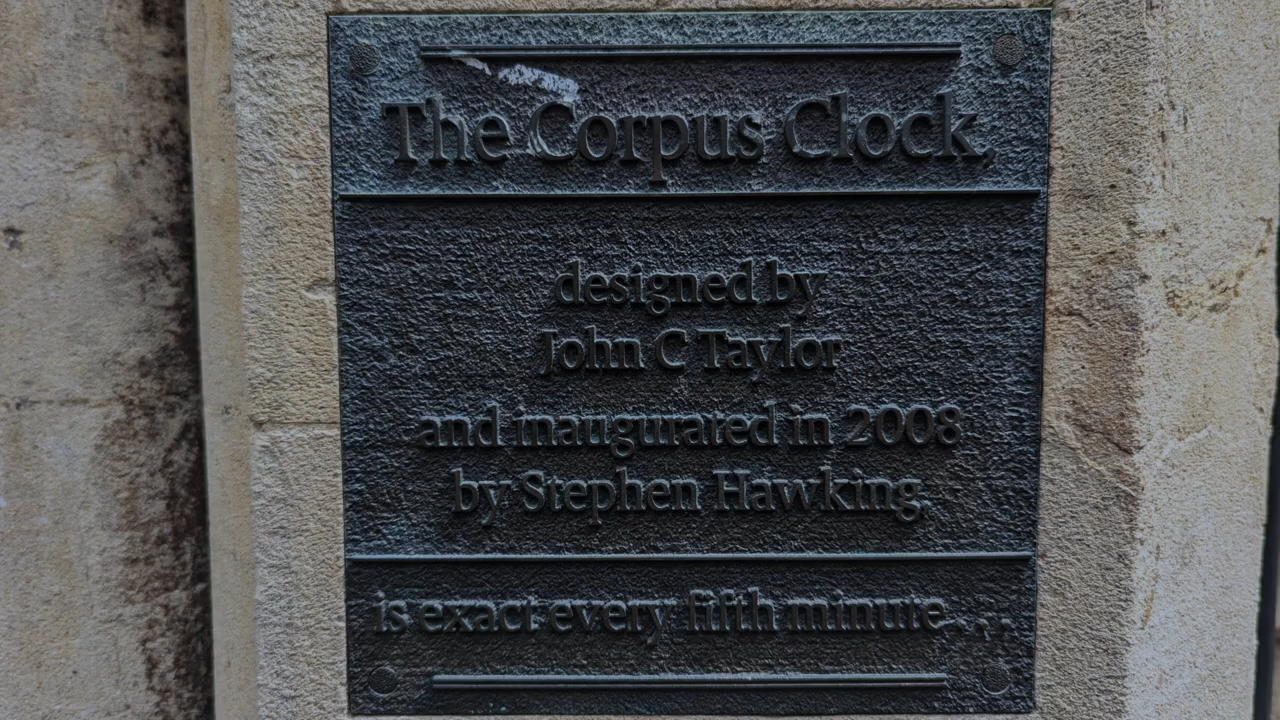 The Corpus Clock,
designed by
John C Taylor
and inaugurated in 2008
by Stephen Hawking,
is exact every fifth minute....